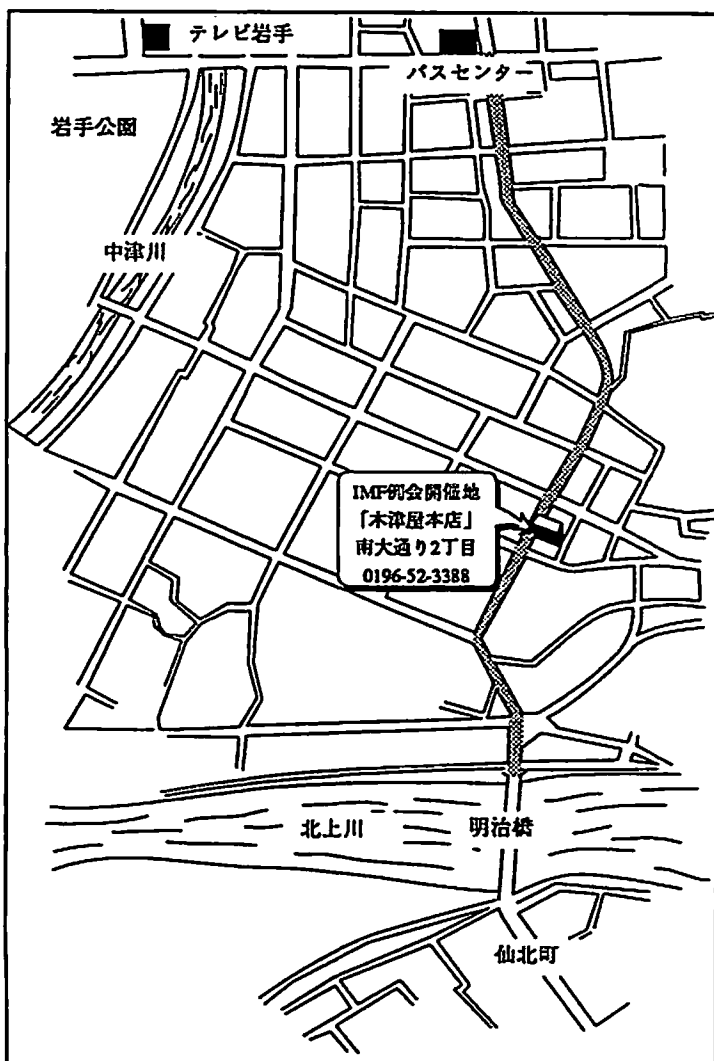 テレビ岩手
バスセンター
岩手公園
中津川
IMF例会開催地
「木津屋本店」
南大通り2丁目
0196-52-3388
北上川
明治橋
仙北町